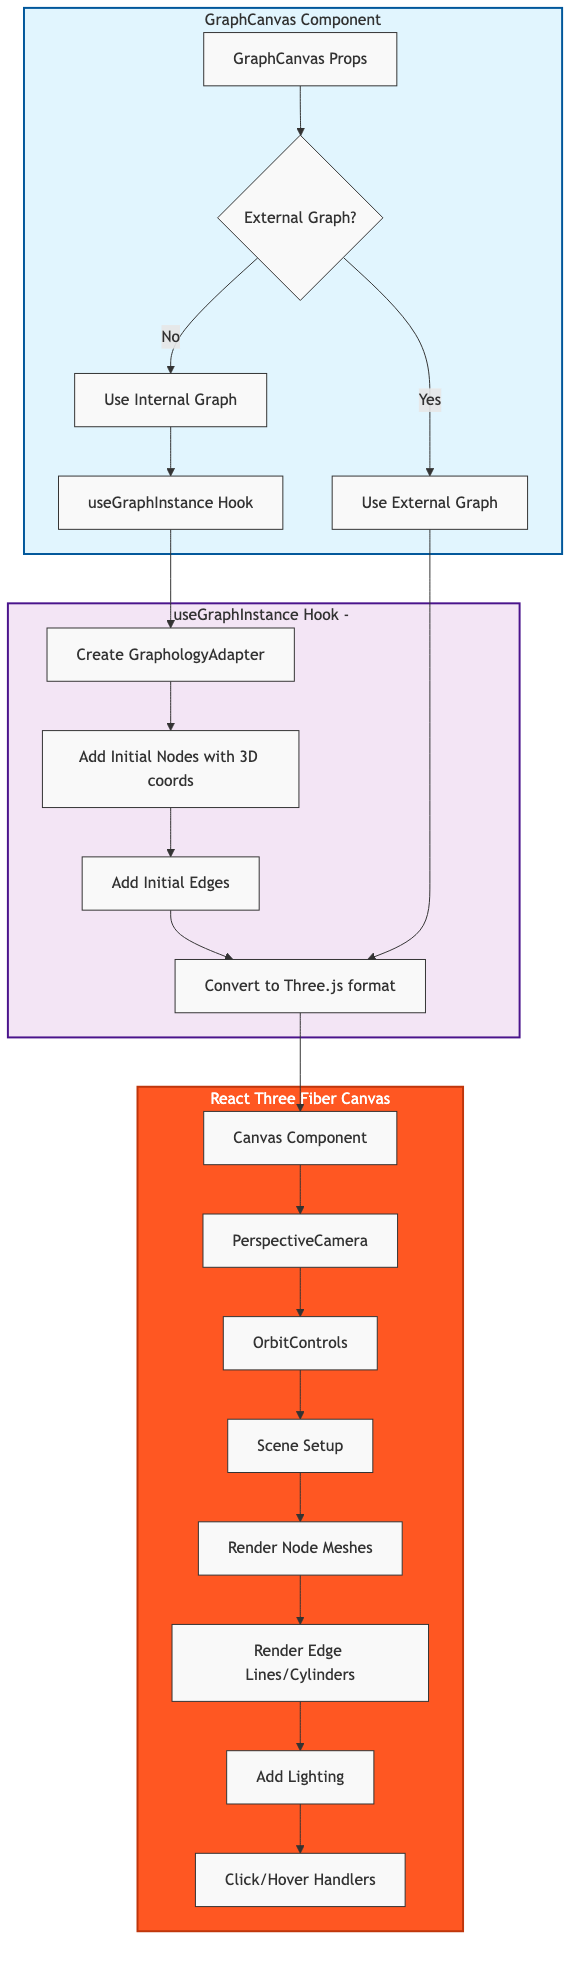 GraphCanvas Component
GraphCanvas Props
External Graph?
No
Use Internal Graph
Yes
useGraphInstance Hook
Use External Graph
useGraphInstance Hook -
Create GraphologyAdapter
Add Initial Nodes with 3D
coords
Add Initial Edges
Convert to Three.js format
React Three Fiber Canvas
Canvas Component
PerspectiveCamera
OrbitControls
Scene Setup
Render Node Meshes
Render Edge
Lines/Cylinders
Add Lighting
Click/Hover Handlers